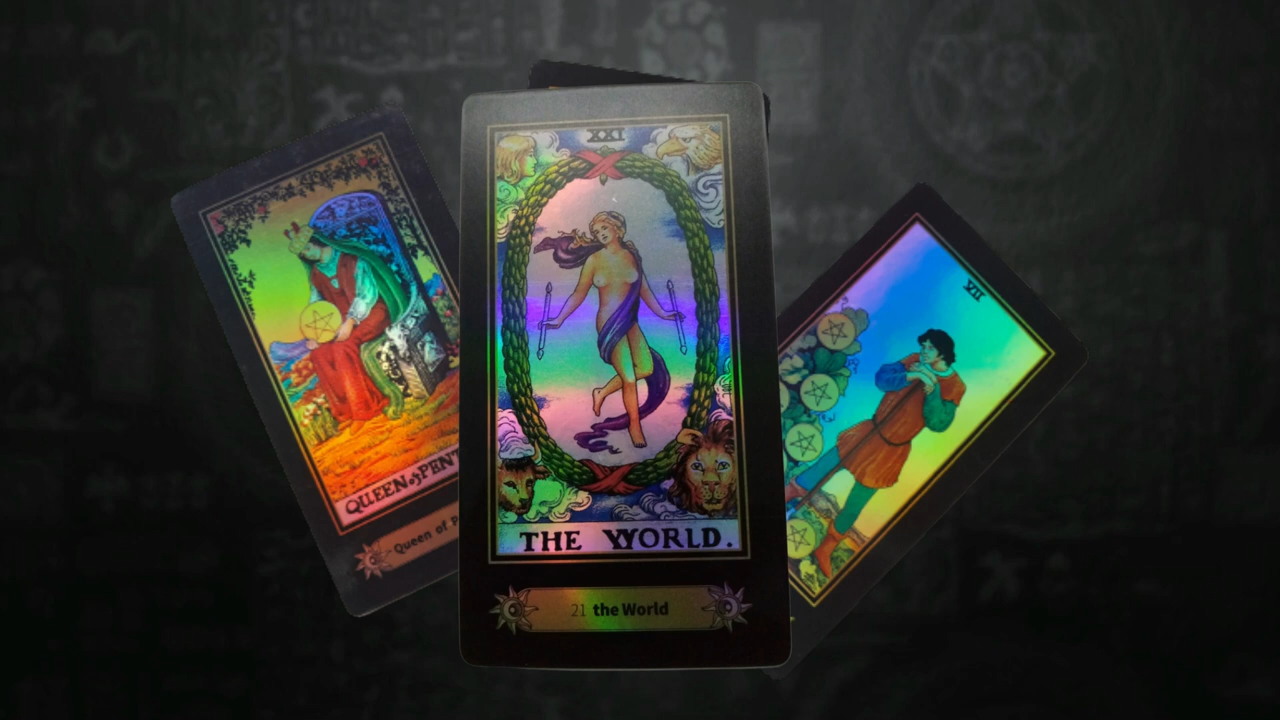 QUEEN of PENT
Queen of P
XXI
THE WORLD.
21 the World
VII